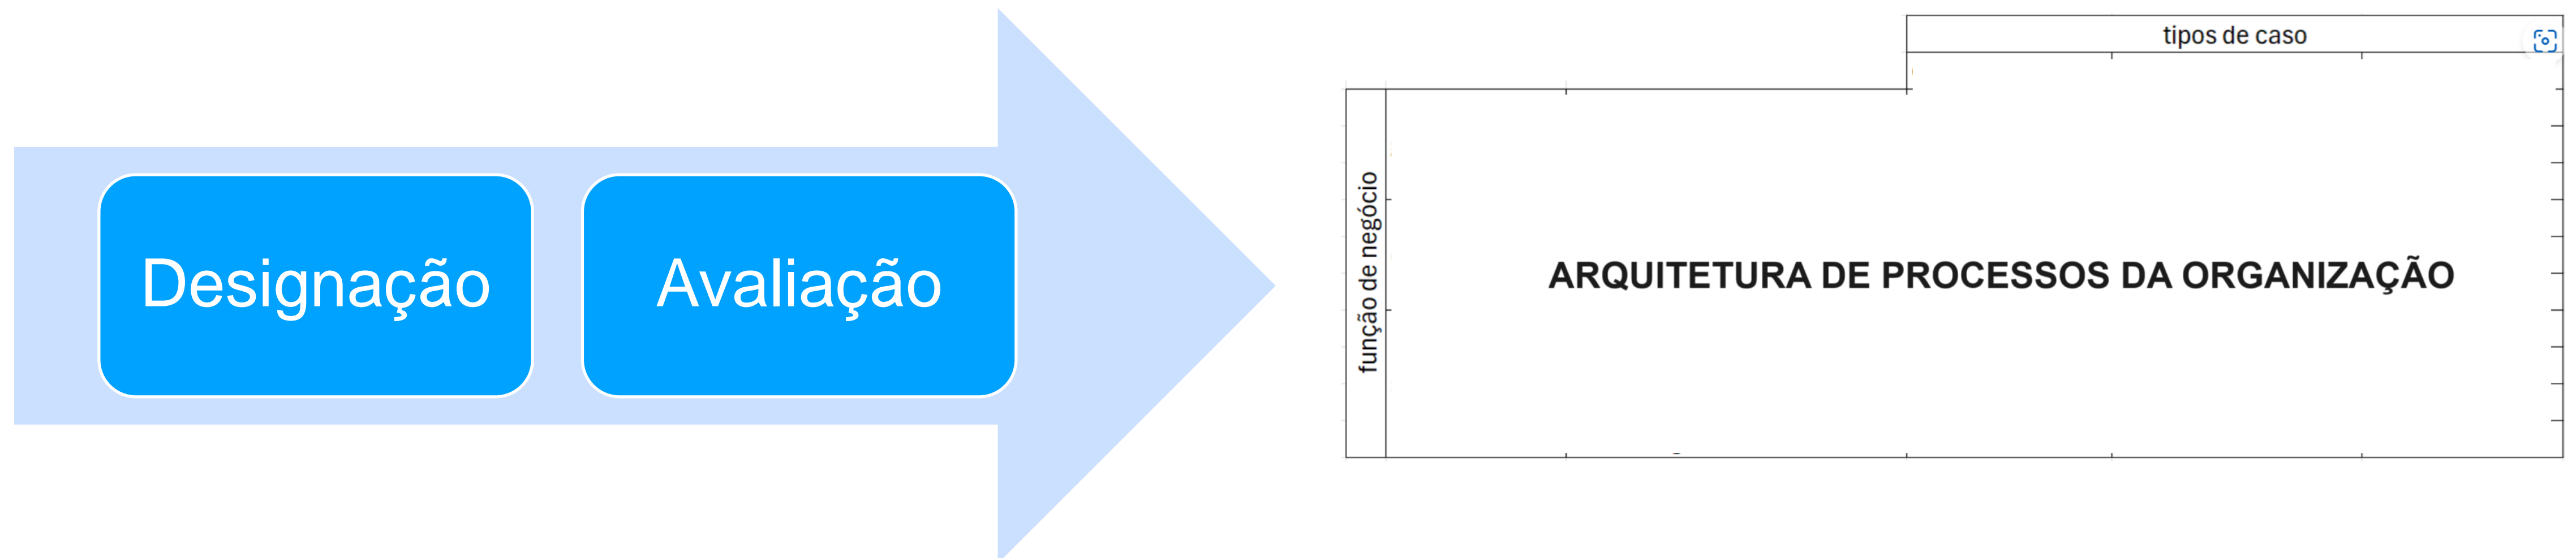 Designação
Avaliação
tipos de caso
função de negócio
ARQUITETURA DE PROCESSOS DA ORGANIZAÇÃO